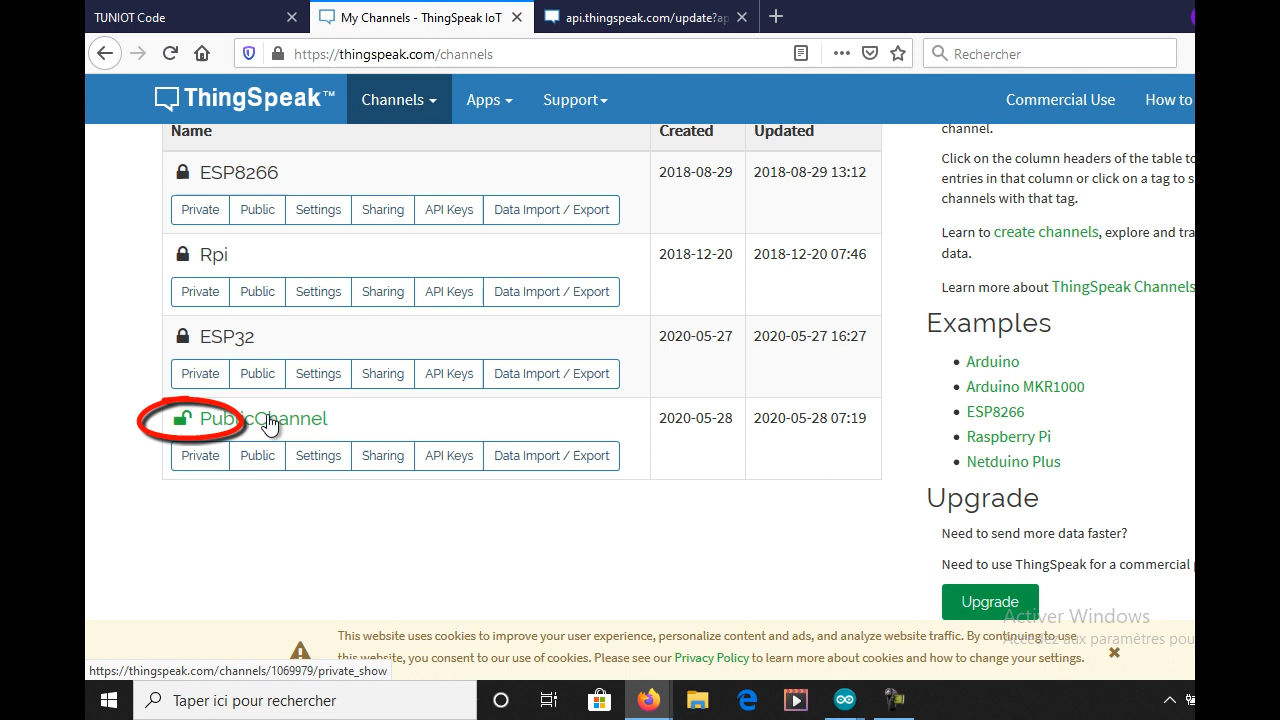 TUNIOT Code
My Channels - ThingSpeak IoT
api.thingspeak.com/update?ap
https://thingspeak.com/channels
Rechercher
ThingSpeak™
Channels
Apps
Support
Commercial Use
How to
Name
Created
Updated
ESP8266
2018-08-29
2018-08-29 13:12
Private
Public
Settings
Sharing
API Keys
Data Import / Export
Rpi
2018-12-20
2018-12-20 07:46
Private
Public
Settings
Sharing
API Keys
Data Import / Export
ESP32
2020-05-27
2020-05-27 16:27
Private
Public
Settings
Sharing
API Keys
Data Import / Export
PublicChannel
2020-05-28
2020-05-28 07:19
Private
Public
Settings
Sharing
API Keys
Data Import / Export
channel.
Click on the column headers of the table to
entries in that column or click on a tag to s
channels with that tag.
Learn to create channels, explore and tra
data.
Learn more about ThingSpeak Channels
Examples
Arduino
Arduino MKR1000
ESP8266
Raspberry Pi
Netduino Plus
Upgrade
Need to send more data faster?
Need to use ThingSpeak for a commercial
Upgrade
Activer Windows
Accédez aux paramètres pou
This website uses cookies to improve your user experience, personalize content and ads, and analyze website traffic. By continuing to use
this website, you consent to our use of cookies. Please see our Privacy Policy to learn more about cookies and how to change your settings.
https://thingspeak.com/channels/1069979/private_show
Taper ici pour rechercher